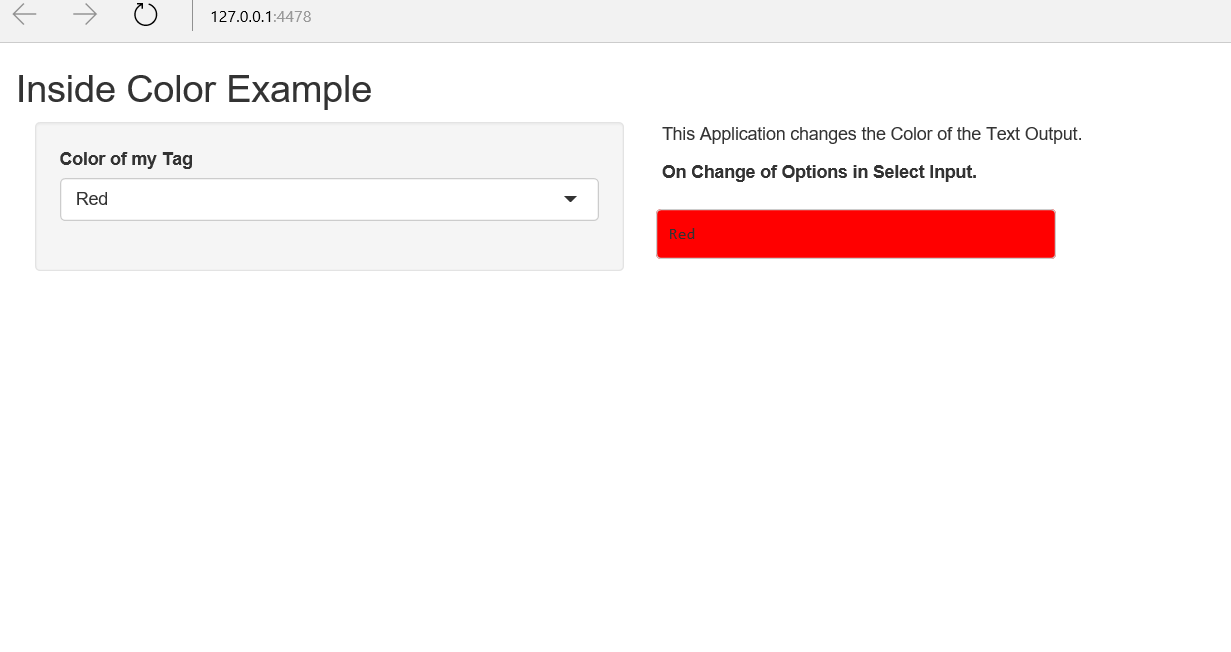 127.0.0.1:4478
Inside Color Example
Color of my Tag
Red
This Application changes the Color of the Text Output.
On Change of Options in Select Input.
Red